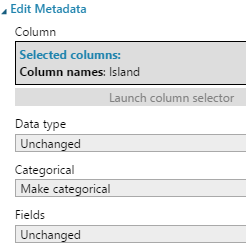 Edit Metadata
Column
Selected columns:
Column names: Island
Launch column selector
Data type
Unchanged
Categorical
Make categorical
Fields
Unchanged